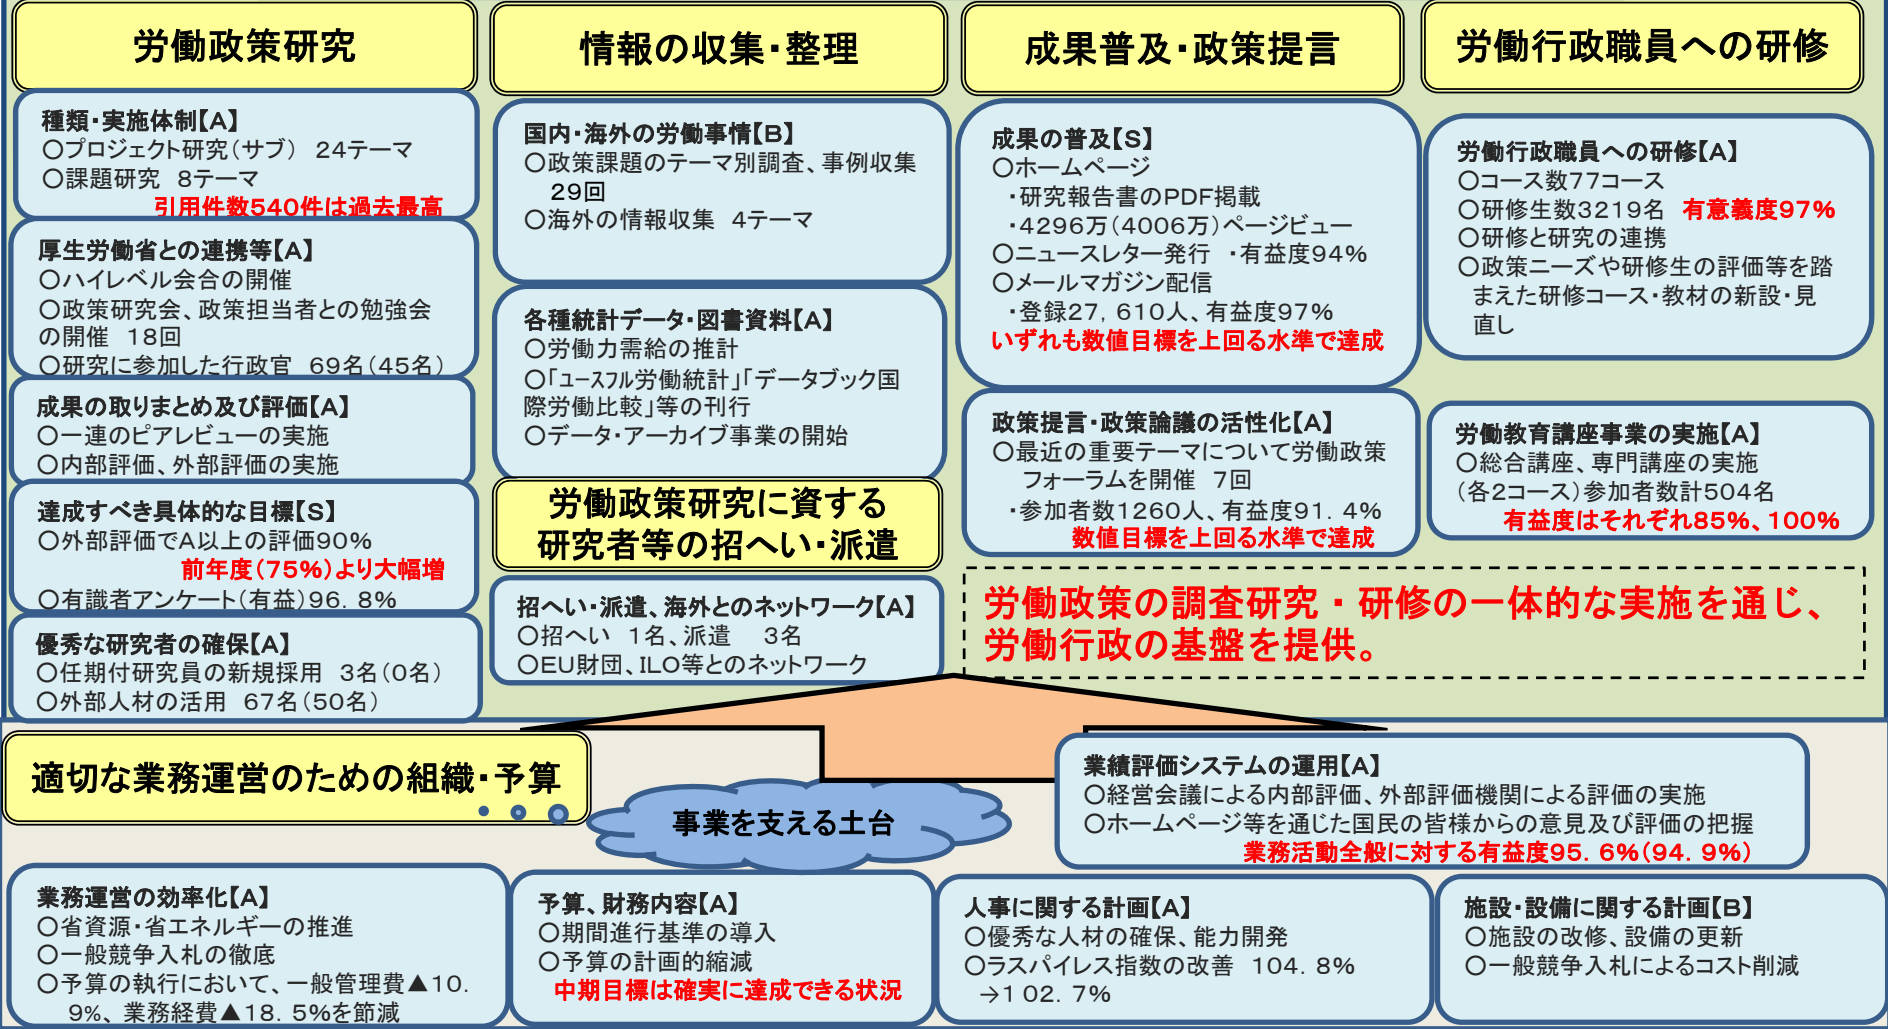 労働政策研究
種類・実施体制【A】
○プロジェクト研究（サブ）　24テーマ
○課題研究　8テーマ
引用件数540件は過去最高
厚生労働省との連携等【A】
○ハイレベル会合の開催
○政策研究会、政策担当者との勉強会
の開催　18回
○研究に参加した行政官　69名（45名）
成果の取りまとめ及び評価【A】
○一連のピアレビューの実施
○内部評価、外部評価の実施
達成すべき具体的な目標【S】
○外部評価でA以上の評価90%
前年度（75%）より大幅増
○有識者アンケート（有益）96．8%
優秀な研究者の確保【A】
○任期付研究員の新規採用　3名（0名）
○外部人材の活用　67名（50名）
情報の収集・整理
国内・海外の労働事情【B】
○政策課題のテーマ別調査、事例収集
29回
○海外の情報収集　4テーマ
各種統計データ・図書資料【A】
○労働力需給の推計
○「ユースフル労働統計」「データブック国
際労働比較」等の刊行
○データ・アーカイブ事業の開始
労働政策研究に資する
研究者等の招へい・派遣
招へい・派遣、海外とのネットワーク【A】
○招へい　1名、派遣　　3名
○EU財団、ILO等とのネットワーク
成果普及・政策提言
成果の普及【S】
○ホームページ
・研究報告書のPDF掲載
・4296万（4006万）ページビュー
○ニュースレター発行　・有益度94%
○メールマガジン配信
・登録27，610人、有益度97%
いずれも数値目標を上回る水準で達成
政策提言・政策論議の活性化【A】
○最近の重要テーマについて労働政策
フォーラムを開催　7回
・参加者数1260人、有益度91．4%
数値目標を上回る水準で達成
労働行政職員への研修
労働行政職員への研修【A】
○コース数77コース
○研修生数3219名　有意義度97%
○研修と研究の連携
○政策ニーズや研修生の評価等を踏
まえた研修コース・教材の新設・見
直し
労働教育講座事業の実施【A】
○総合講座、専門講座の実施
（各2コース）参加者数計504名
有益度はそれぞれ85%、100%
労働政策の調査研究・研修の一体的な実施を通じ、
労働行政の基盤を提供。
適切な業務運営のための組織・予算
事業を支える土台
業績評価システムの運用【A】
○経営会議による内部評価、外部評価機関による評価の実施
○ホームページ等を通じた国民の皆様からの意見及び評価の把握
業務活動全般に対する有益度95．6%（94．9%）
業務運営の効率化【A】
○省資源・省エネルギーの推進
○一般競争入札の徹底
○予算の執行において、一般管理費▲10．
9%、業務経費▲18．5%を節減
予算、財務内容【A】
○期間進行基準の導入
○予算の計画的縮減
中期目標は確実に達成できる状況
人事に関する計画【A】
○優秀な人材の確保、能力開発
○ラスパイレス指数の改善　104．8%
→102．7%
施設・設備に関する計画【B】
○施設の改修、設備の更新
○一般競争入札によるコスト削減